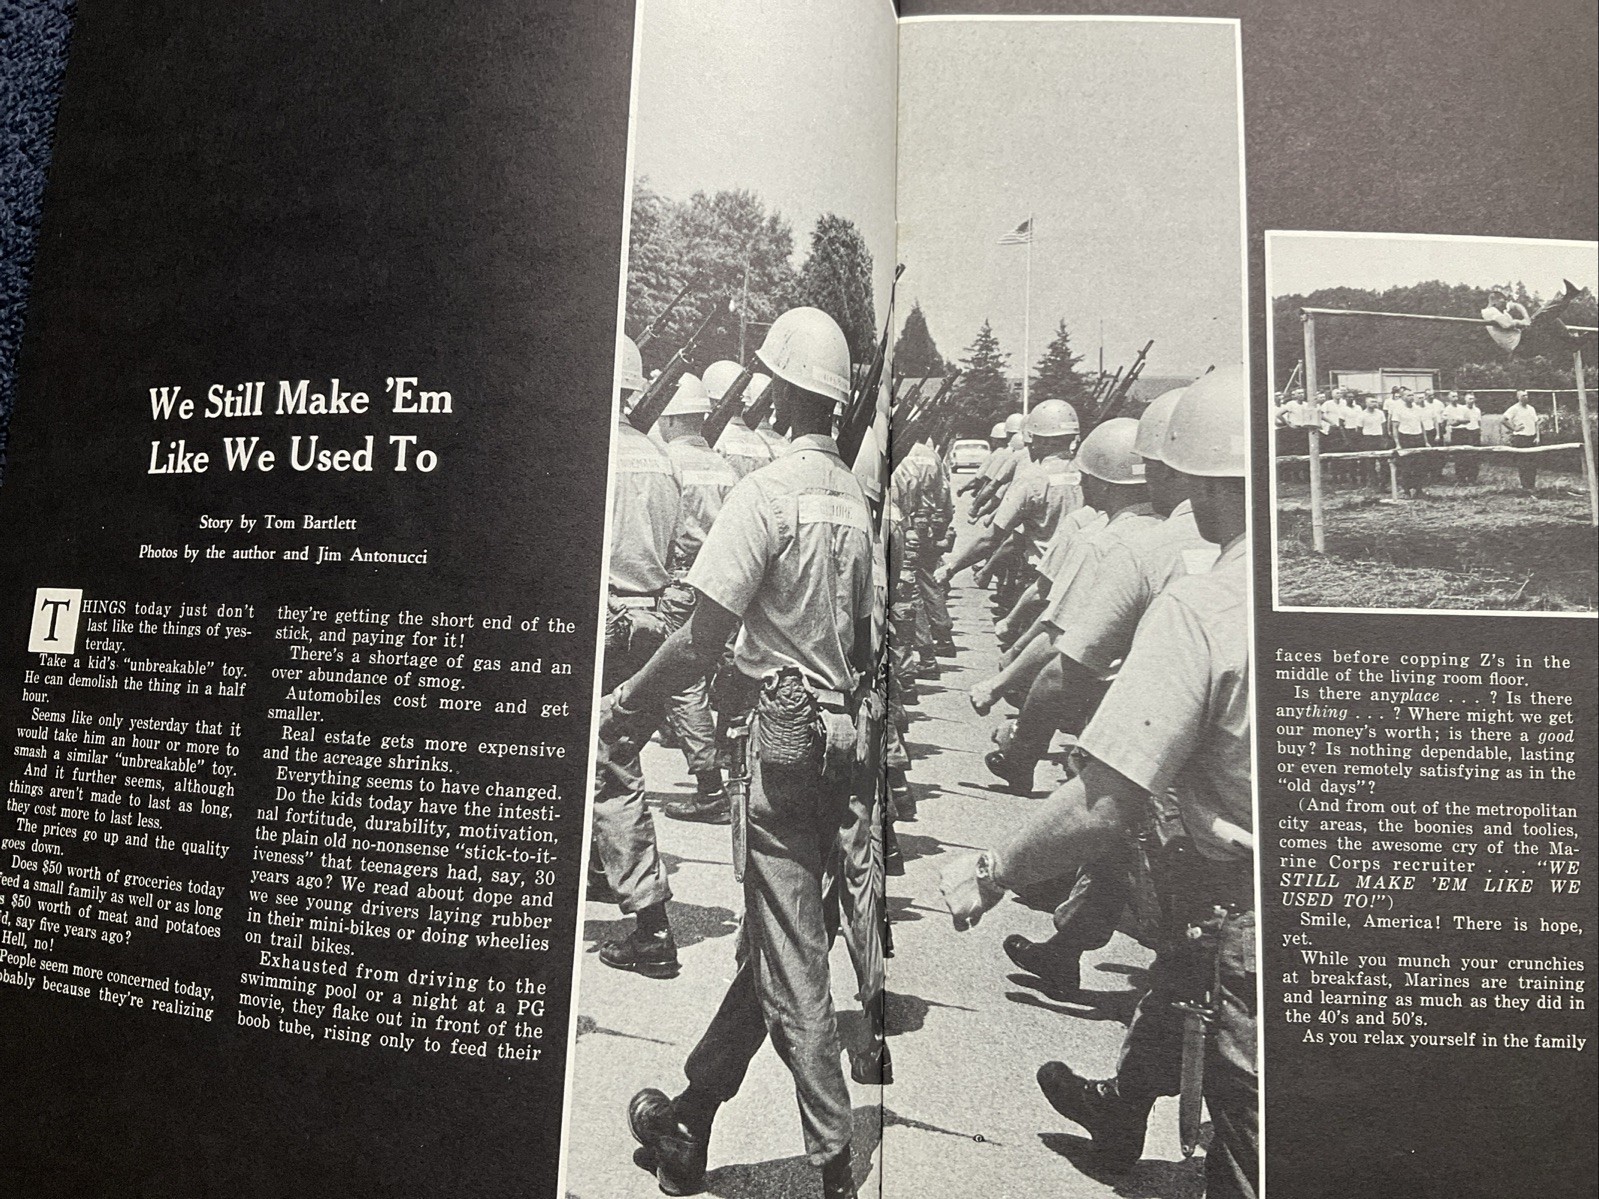 We Still Make 'Em
Like We Used To
Story by Tom Bartlett
Photos by the author and Jim Antonucci
THINGS today just don't
last like the things of yes-
terday.
Take a kid's "unbreakable" toy.
He can demolish the thing in a half
hour.
Seems like only yesterday that it
would take him an hour or more to
smash a similar "unbreakable" toy.
And it further seems, although
things aren't made to last as long,
they cost more to last less.
The prices go up and the quality
goes down.
Does $50 worth of groceries today
feed a small family as well or as long
$50 worth of meat and potatoes
say five years ago?
Hell, no!
People seem more concerned today,
because they're realizing
they're getting the short end of the
stick, and paying for it!
There's a shortage of gas and an
over abundance of smog.
Automobiles cost more and get
smaller.
Real estate gets more expensive
and the acreage shrinks.
Everything seems to have changed.
Do the kids today have the intesti-
nal fortitude, durability, motivation,
the plain old no-nonsense "stick-to-it-
iveness" that teenagers had, say, 30
years ago? We read about dope and
we see young drivers laying rubber
in their mini-bikes or doing wheelies
on trail bikes.
Exhausted from driving to the
swimming pool or a night at a PG
movie, they flake out in front of the
boob tube, rising only to feed their
faces before copping Z's in the
middle of the living room floor.
Is there anyplace . . . ? Is there
anything . . . ? Where might we get
our money's worth; is there a good
buy? Is nothing dependable, lasting
or even remotely satisfying as in the
"old days"?
(And from out of the metropolitan
city areas, the boonies and toolies,
comes the awesome cry of the Ma-
rine Corps recruiter . . . "WE
STILL MAKE 'EM LIKE WE
USED TO!")
Smile, America! There is hope,
yet.
While you munch your crunchies
at breakfast, Marines are training
and learning as much as they did in
the 40's and 50's.
As you relax yourself in the family